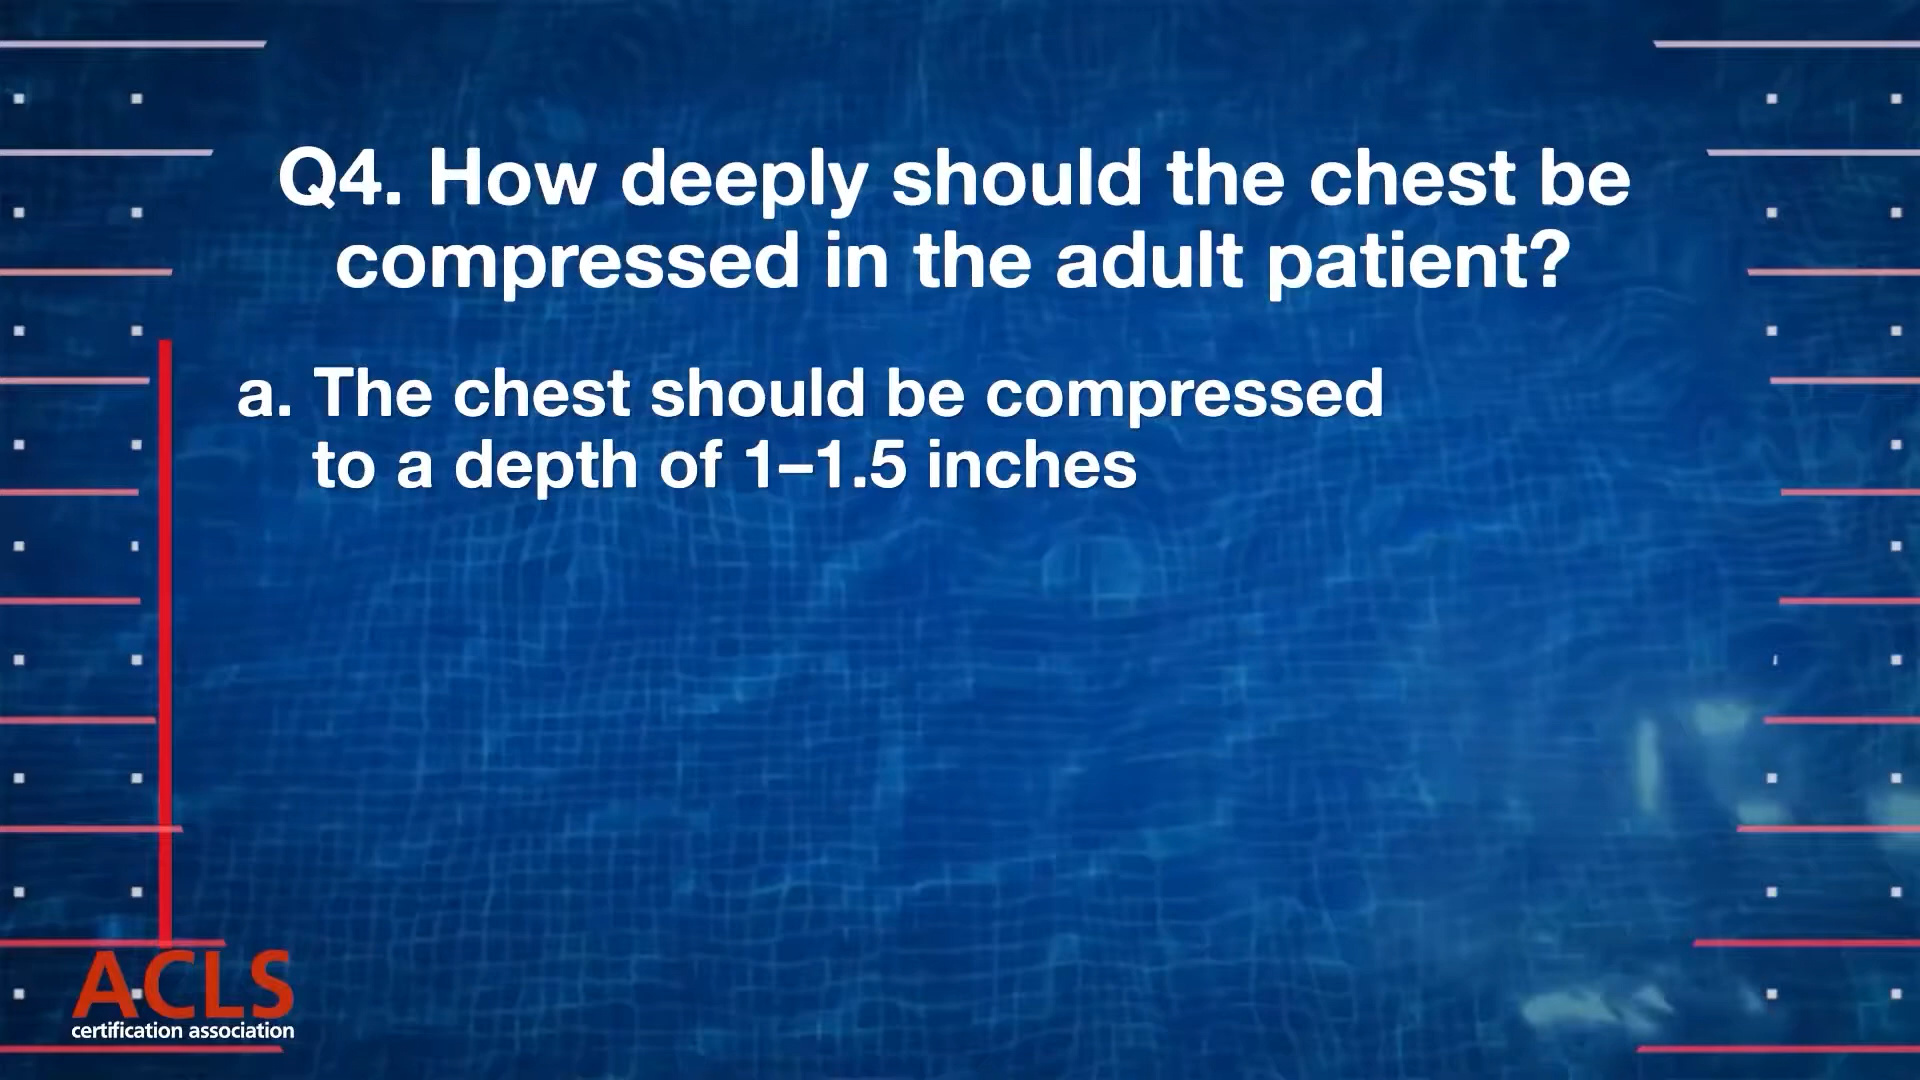 Q4. How deeply should the chest be
compressed in the adult patient?
a. The chest should be compressed
to a depth of 1–1.5 inches
ACLS
certification association